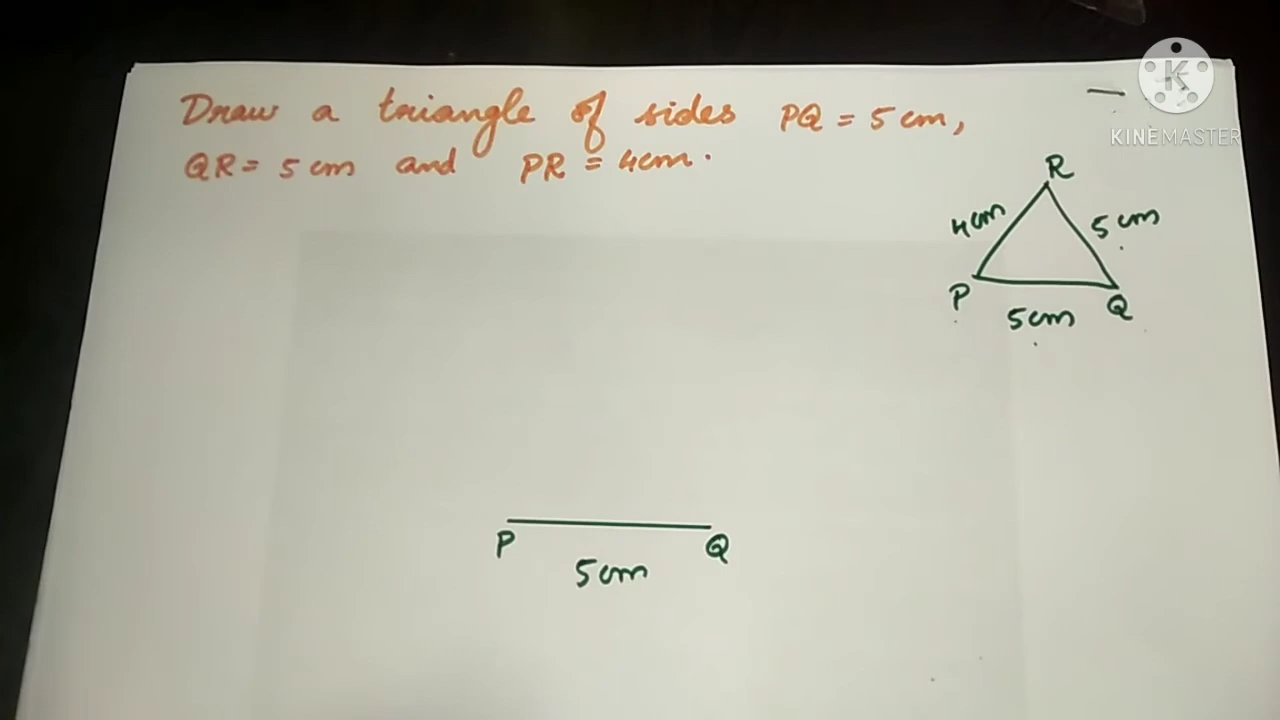 Draw a triangle of sides PQ = 5 cm,
QR = 5 cm and PR = 4cm.
KINEMASTER
R
4cm 5 cm
P Q
5cm
P Q
5cm